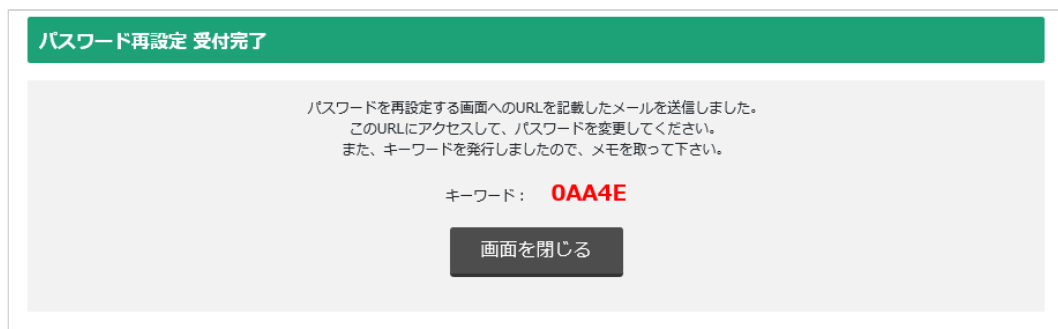 パスワード再設定 受付完了
パスワードを再設定する画面へのURLを記載したメールを送信しました。
このURLにアクセスして、パスワードを変更してください。
また、キーワードを発行しましたので、メモを取って下さい。
キーワード： 0AA4E
画面を閉じる